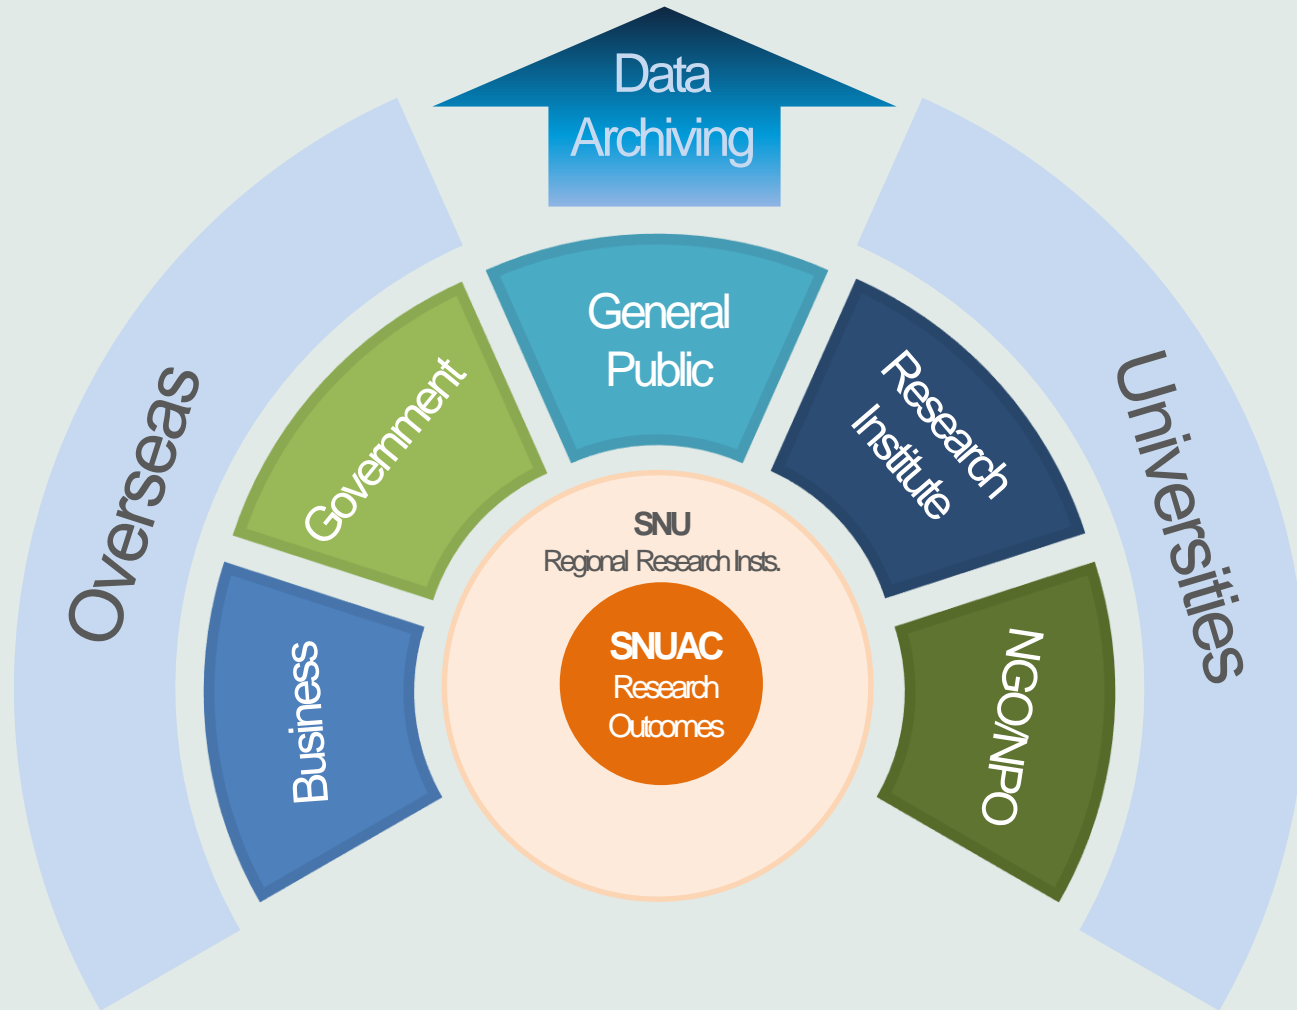 Data
Archiving
General
Public
Government
Research
Institute
Overseas
Universities
Business
NGO/NPO
SNU
Regional Research Insts.
SNUAC
Research
Outcomes